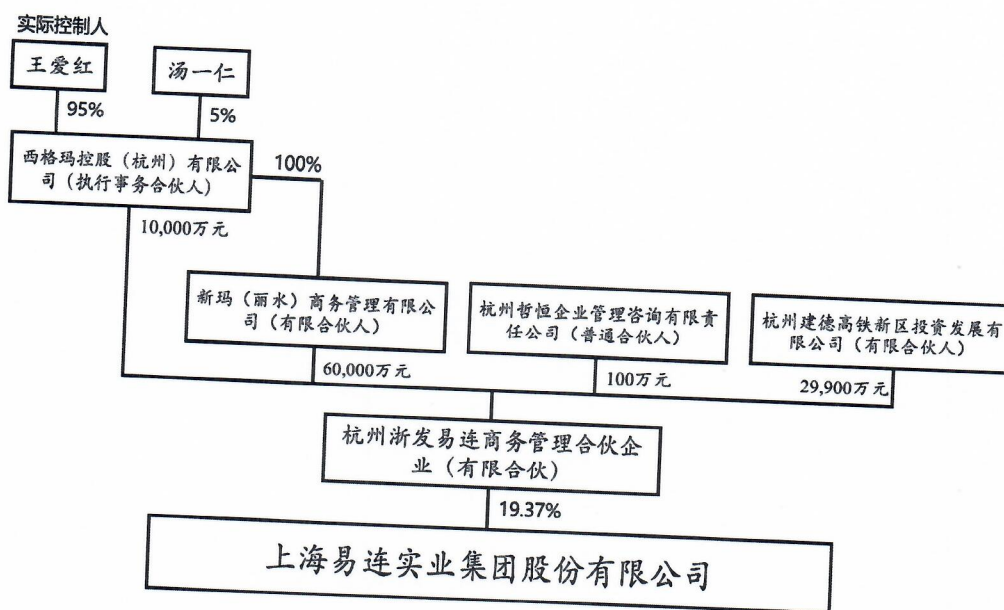 实际控制人
王爱红
汤一仁
95%
5%
西格玛控股（杭州）有限公
司（执行事务合伙人）
100%
10,000万元
新玛（丽水）商务管理有限公
司（有限合伙人）
杭州哲恒企业管理咨询有限责
任公司（普通合伙人）
杭州建德高铁新区投资发展有
限公司（有限合伙人）
60,000万元
100万元
29,900万元
杭州浙发易连商务管理合伙企
业（有限合伙）
19.37%
上海易连实业集团股份有限公司